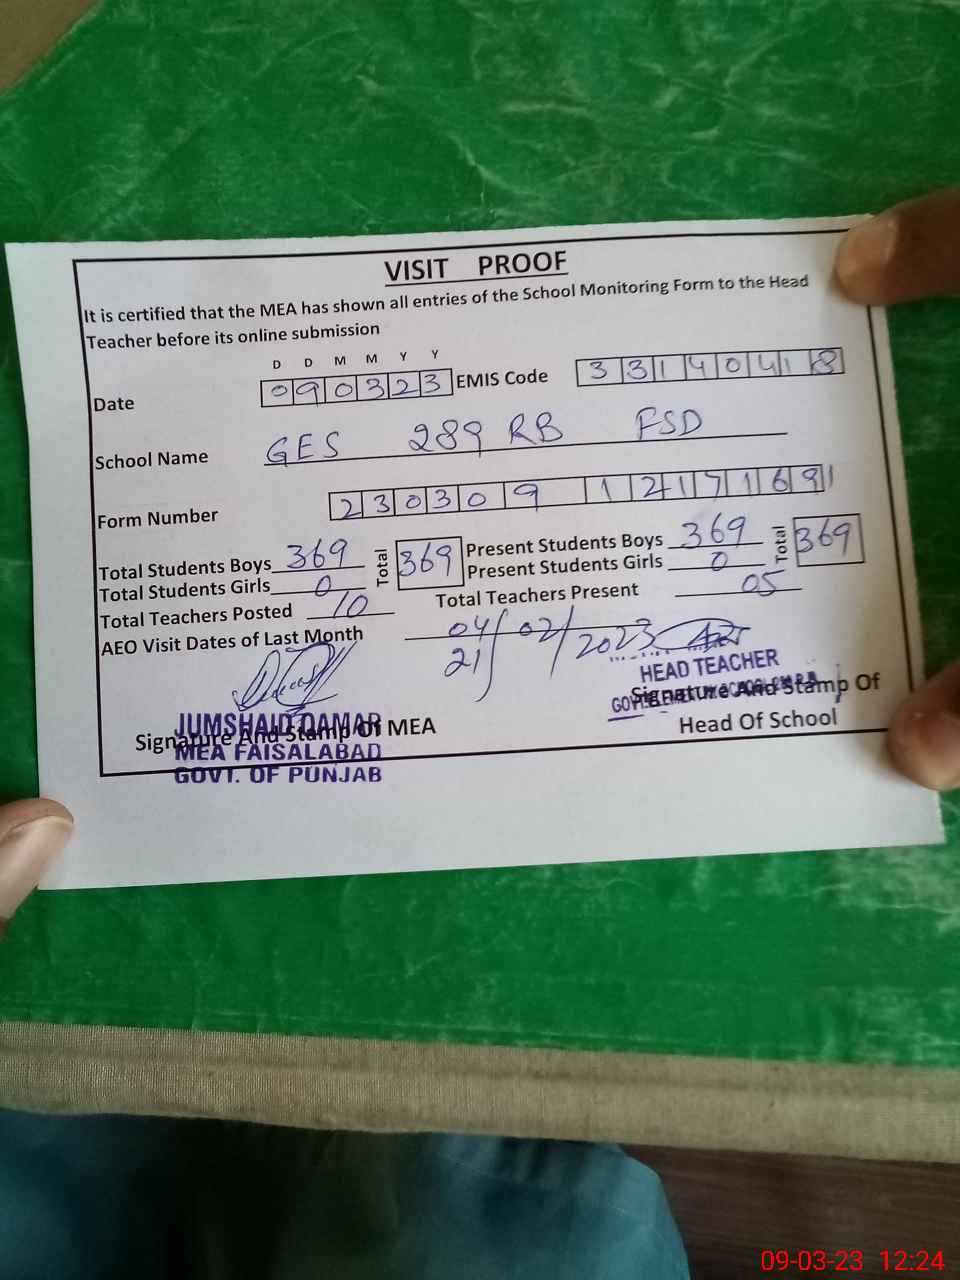 VISIT PROOF
It is certified that the MEA has shown all entries of the School Monitoring Form to the Head
Teacher before its online submission
D D M M Y Y
Date 090323 EMIS Code 33140418
School Name GES 289 RB FSD
Form Number 230309
Total Students Boys 369 Total 369 Present Students Boys 369 Total 369
Total Students Girls 0 Present Students Girls 0
Total Teachers Posted 10 Total Teachers Present 05
AEO Visit Dates of Last Month 04/02/2023
21/
HEAD TEACHER
Signature And Stamp Of
Head Of School
JUMSHAID QAMAR
Signature And Stamp Of MEA
MEA FAISALABAD
GOVT. OF PUNJAB
09-03-23 12:24